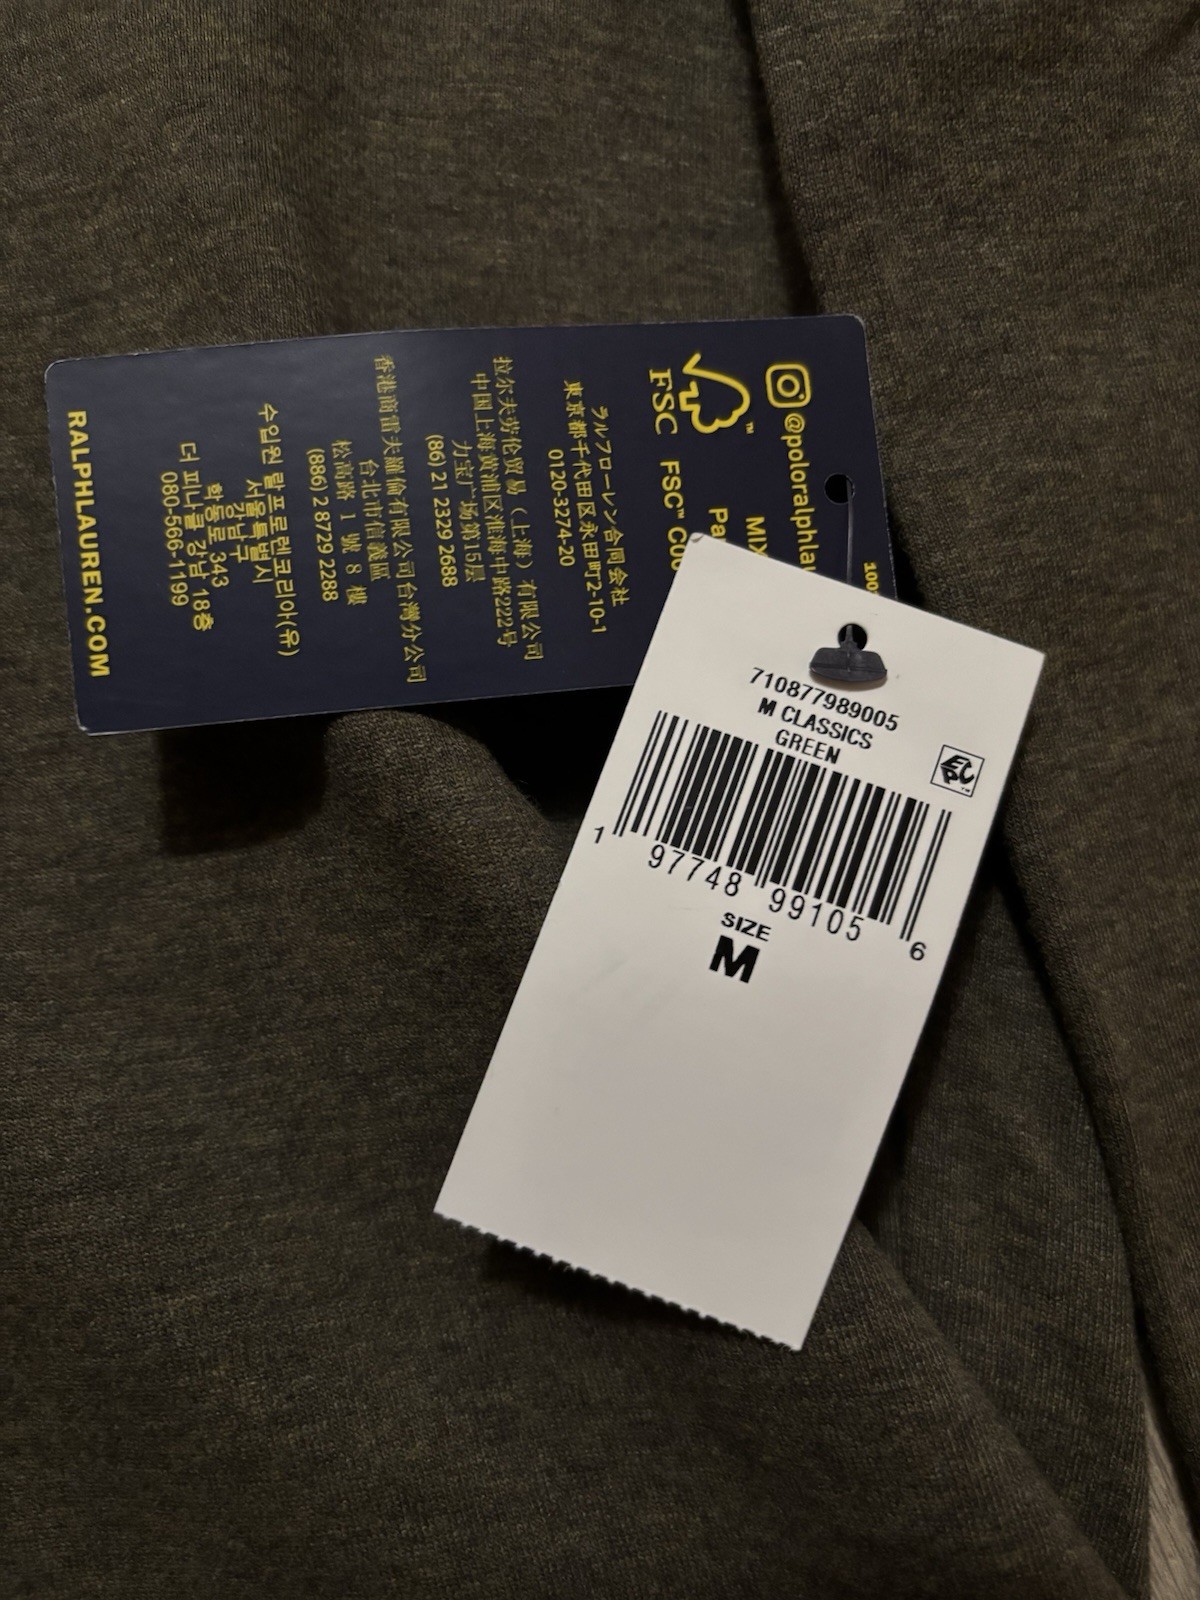 710877989005
M CLASSICS
GREEN
EPC™
1 97748 99105 6
SIZE
M
@poloralphlau
100
MIX
FSC™
FSC
ラルフローレン合同会社
東京都千代田区永田町2-10-1
0120-3274-20
拉尔夫劳伦贸易（上海）有限公司
中国上海黄浦区淮海中路222号
力宝广场第15层
(86) 21 2329 2688
香港商雷夫羅倫有限公司台灣分公司
台北市信義區
松高路 1 號 8 樓
(886) 2 8729 2288
수입원 랄프로렌코리아(유)
서울특별시
강남구
학동로 343
더 피나클 강남 18층
080-566-1199
RALPHLAUREN.COM